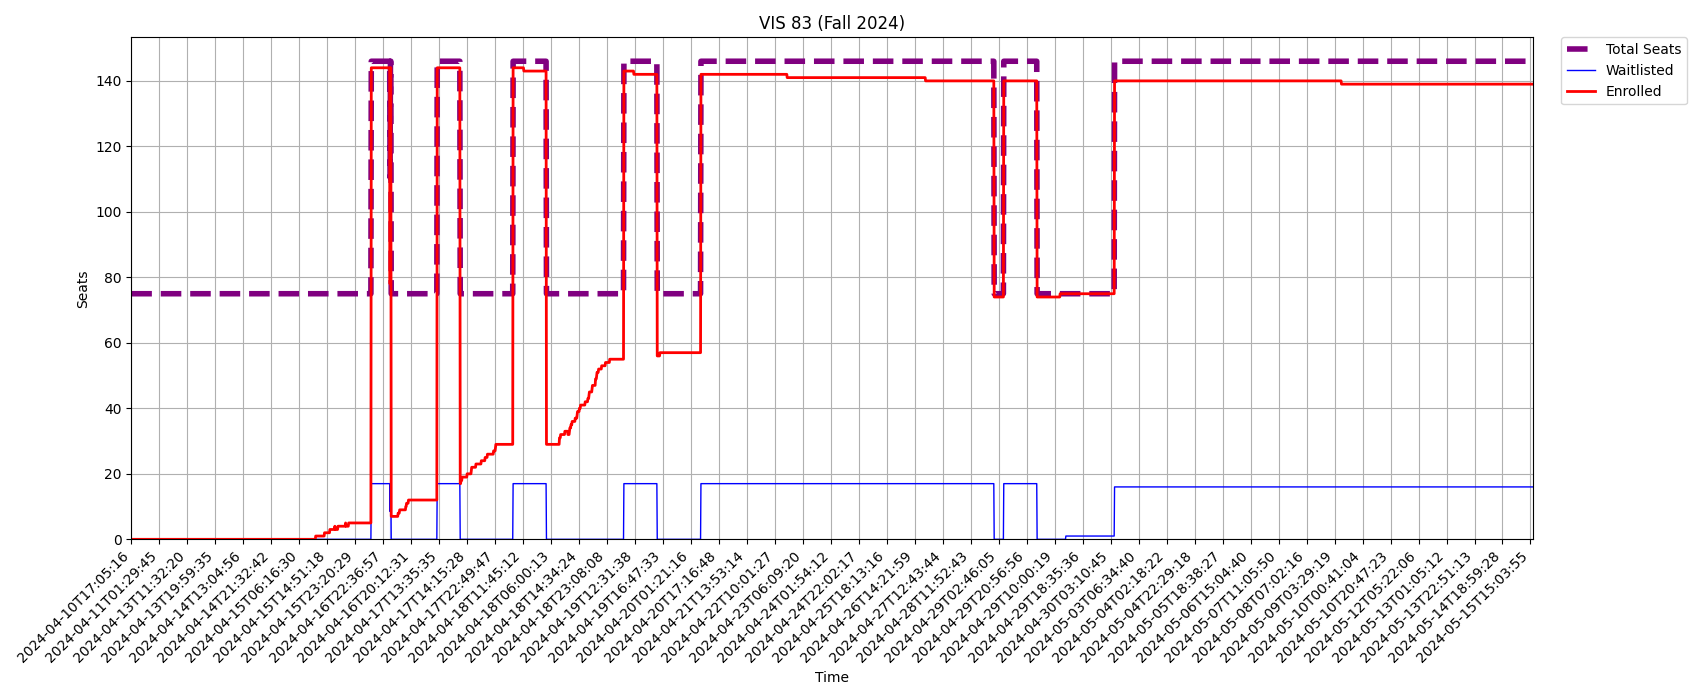 VIS 83 (Fall 2024)
Total Seats
Waitlisted
Enrolled
Seats
140
120
100
80
60
40
20
0
2024-04-10T17:05:16
2024-04-11T01:29:45
2024-04-13T11:32:20
2024-04-13T19:59:35
2024-04-14T13:04:56
2024-04-14T21:32:42
2024-04-15T06:16:30
2024-04-15T14:51:18
2024-04-15T23:20:29
2024-04-16T22:36:57
2024-04-16T20:12:31
2024-04-17T13:35:35
2024-04-17T14:15:28
2024-04-17T22:49:47
2024-04-18T11:45:12
2024-04-18T06:00:13
2024-04-18T14:34:24
2024-04-18T23:08:08
2024-04-19T12:31:38
2024-04-19T16:47:33
2024-04-20T01:21:16
2024-04-20T17:16:48
2024-04-21T13:53:14
2024-04-22T10:01:27
2024-04-23T06:09:20
2024-04-24T01:54:12
2024-04-24T22:02:17
2024-04-25T18:13:16
2024-04-26T14:21:59
2024-04-27T12:43:44
2024-04-28T11:52:43
2024-04-29T02:46:05
2024-04-29T20:56:56
2024-04-29T10:00:19
2024-04-29T18:35:36
2024-04-30T03:10:45
2024-05-03T06:34:40
2024-05-04T02:18:22
2024-05-04T22:29:18
2024-05-05T18:38:27
2024-05-06T15:04:40
2024-05-07T11:05:50
2024-05-08T07:02:16
2024-05-09T03:29:19
2024-05-10T00:41:04
2024-05-10T20:47:23
2024-05-12T05:22:06
2024-05-13T01:05:12
2024-05-13T22:51:13
2024-05-14T18:59:28
2024-05-15T15:03:55
Time